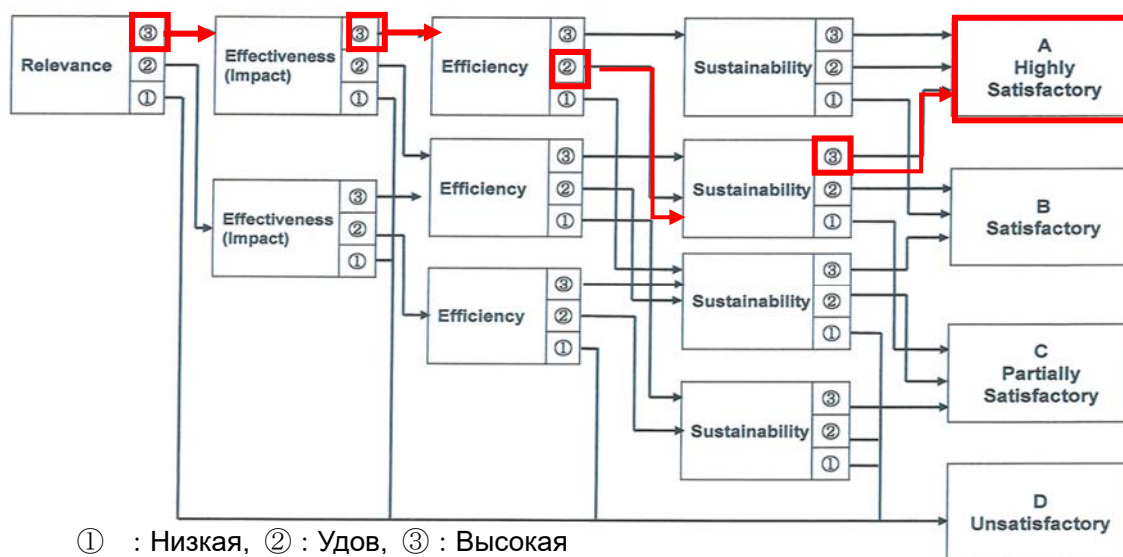 Relevance
③
②
①
Effectiveness
(Impact)
③
②
①
Effectiveness
(Impact)
③
②
①
Efficiency
③
②
①
Efficiency
③
②
①
Efficiency
③
②
①
Sustainability
③
②
①
Sustainability
③
②
①
Sustainability
③
②
①
Sustainability
③
②
①
A
Highly
Satisfactory
B
Satisfactory
C
Partially
Satisfactory
D
Unsatisfactory
① : Низкая, ② : Удов, ③ : Высокая